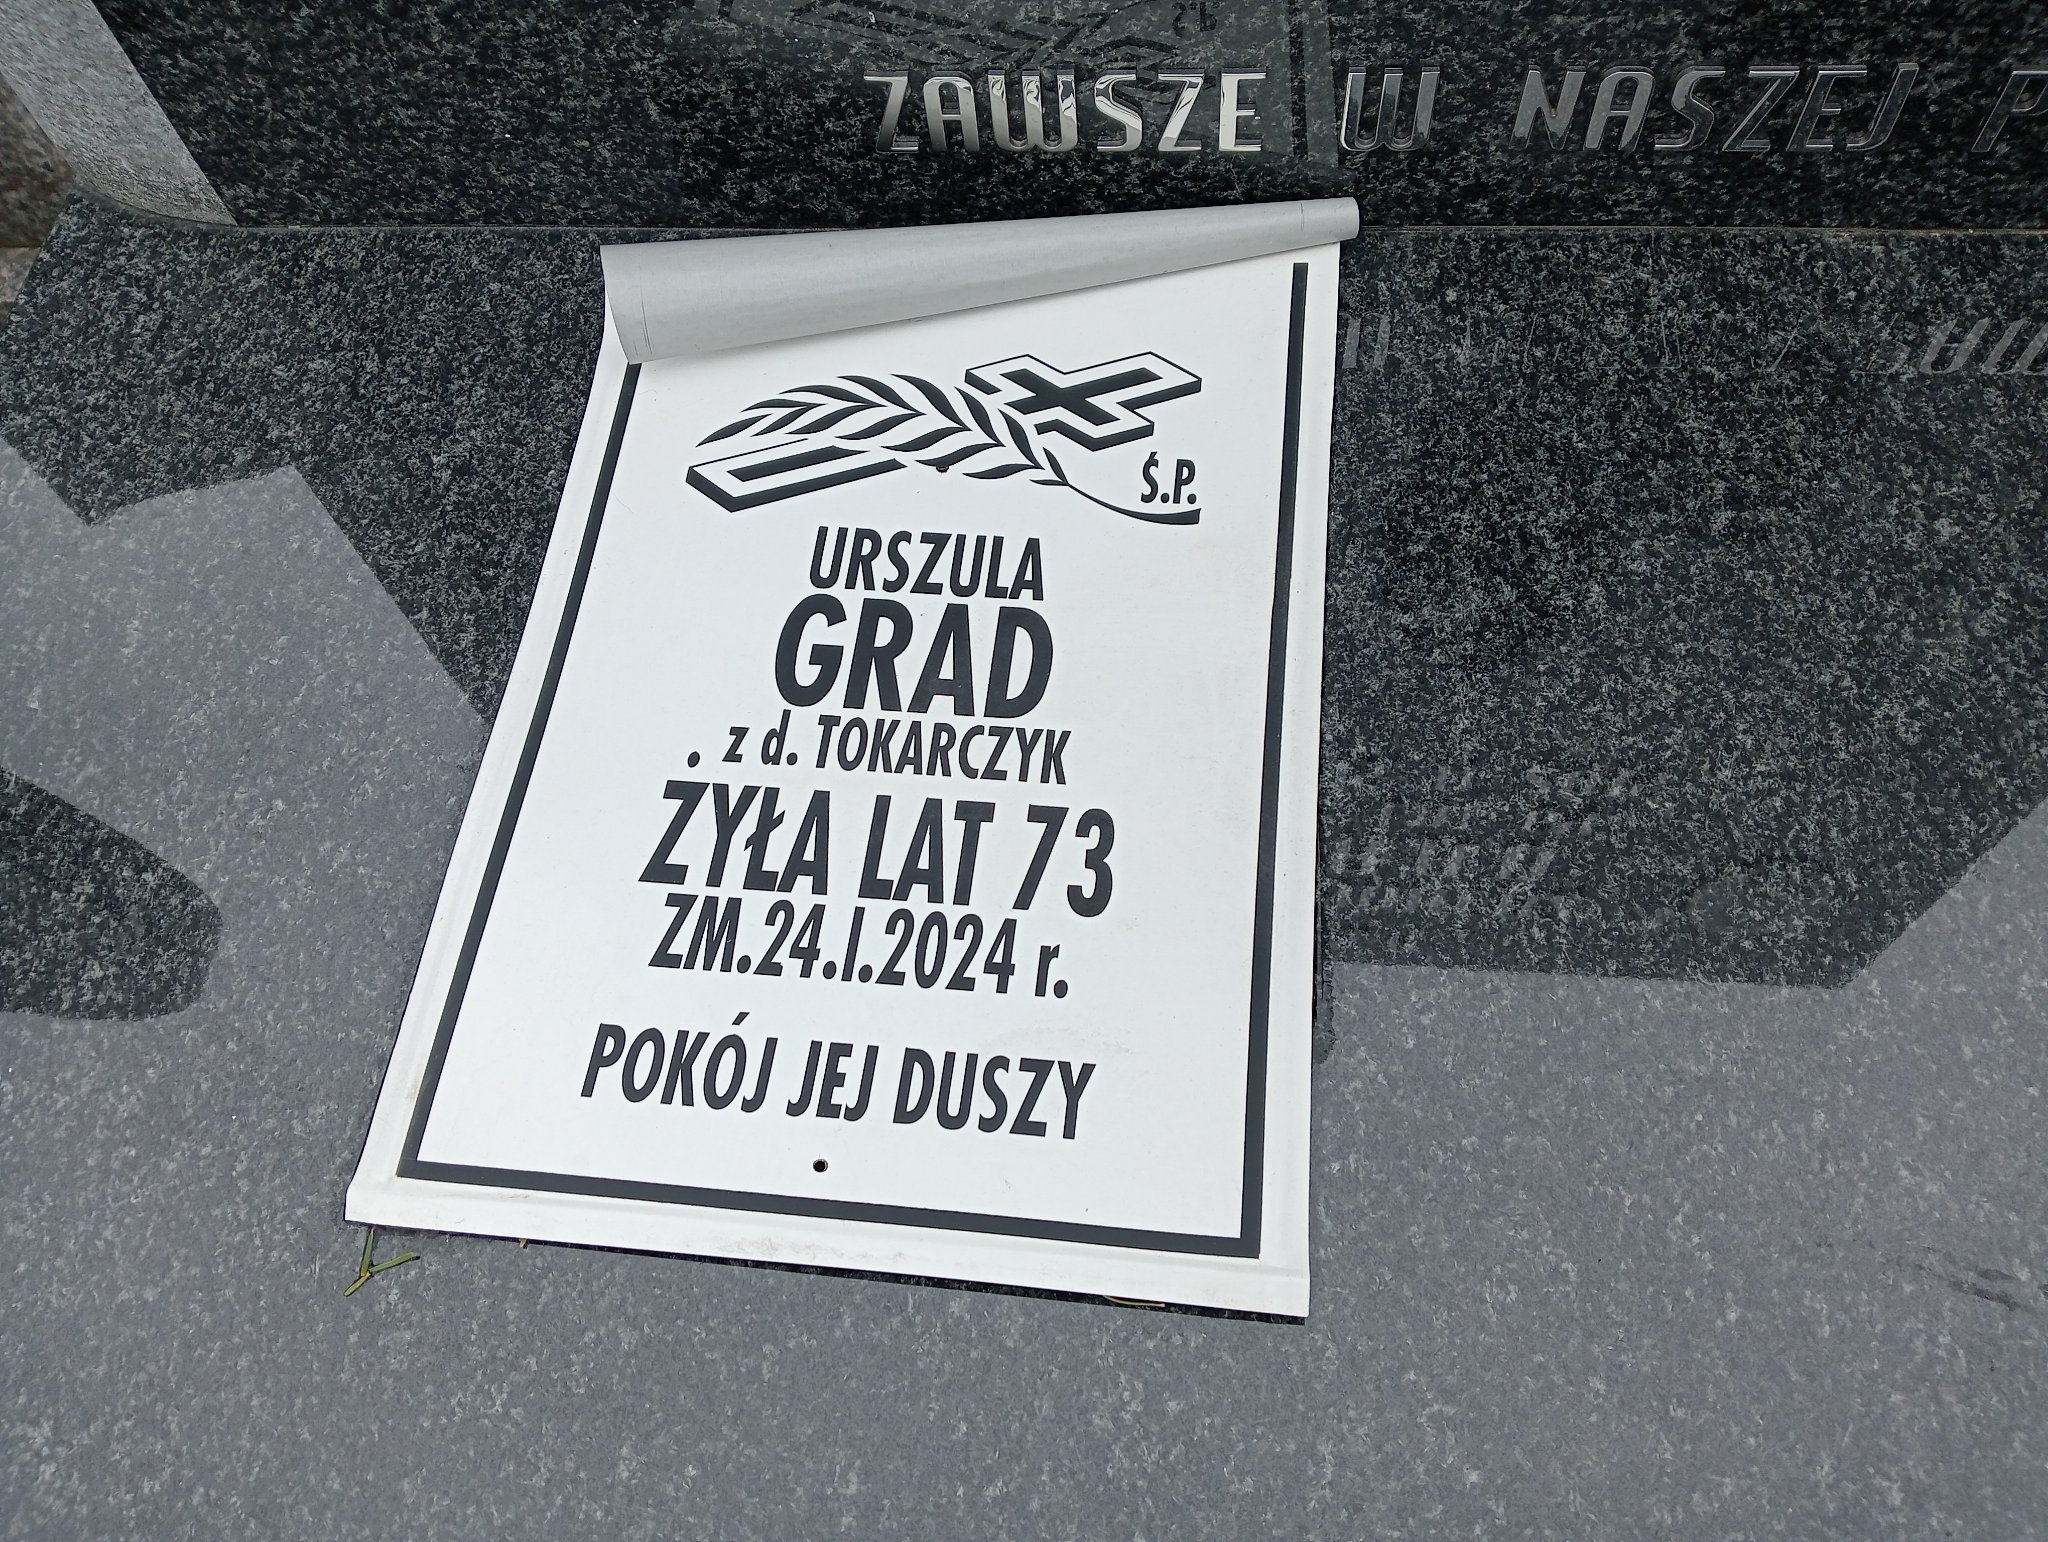 ZAWSZE W NASZEJ P
Ś.P.
URSZULA
GRAD
z d. TOKARCZYK
ŻYŁA LAT 73
ZM.24.I.2024 r.
POKÓJ JEJ DUSZY